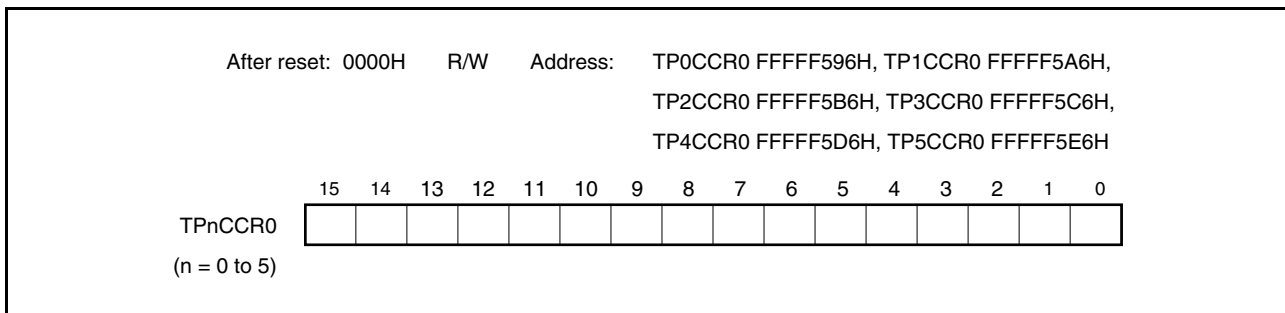 After reset: 0000H R/W Address: TP0CCR0 FFFFF596H, TP1CCR0 FFFFF5A6H,
TP2CCR0 FFFFF5B6H, TP3CCR0 FFFFF5C6H,
TP4CCR0 FFFFF5D6H, TP5CCR0 FFFFF5E6H
15 14 13 12 11 10 9 8 7 6 5 4 3 2 1 0
TPnCCR0
(n = 0 to 5)